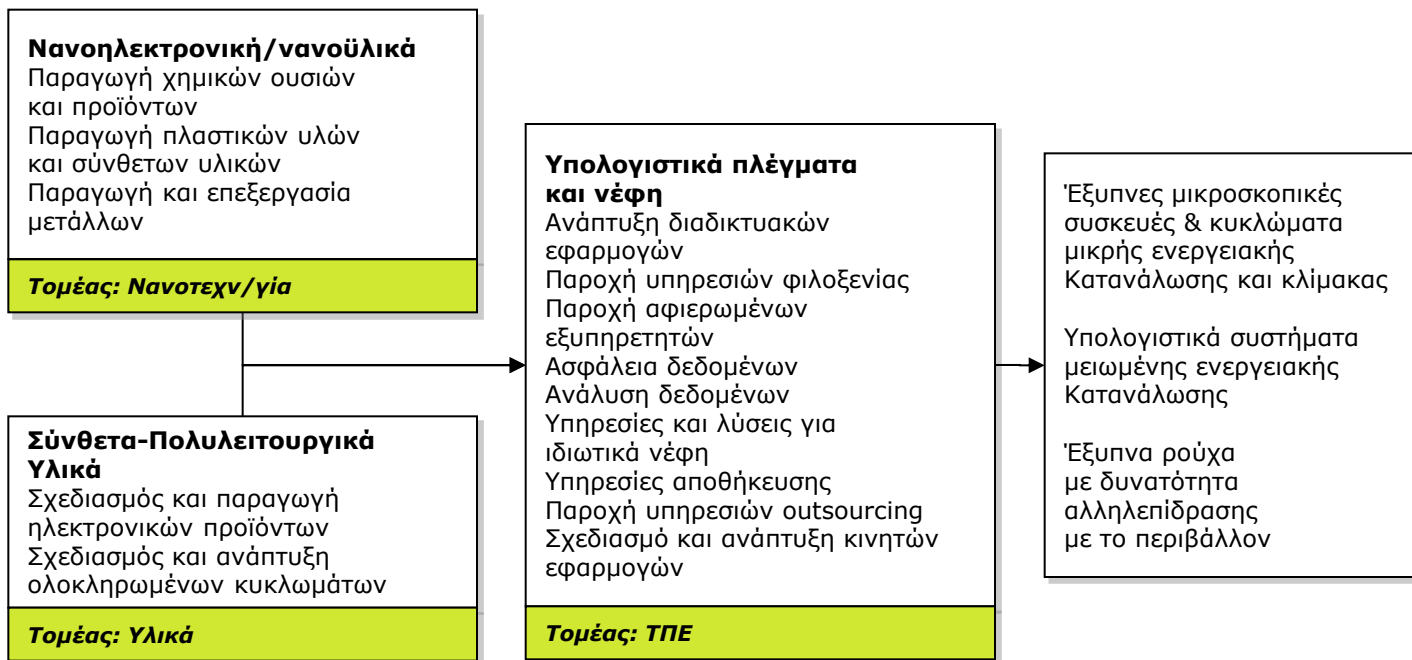 Νανοηλεκτρονική/νανοϋλικά
Παραγωγή χημικών ουσιών
και προϊόντων
Παραγωγή πλαστικών υλών
και σύνθετων υλικών
Παραγωγή και επεξεργασία
μετάλλων
Τομέας: Νανοτεχν/γία
Σύνθετα-Πολυλειτουργικά
Υλικά
Σχεδιασμός και παραγωγή
ηλεκτρονικών προϊόντων
Σχεδιασμός και ανάπτυξη
ολοκληρωμένων κυκλωμάτων
Τομέας: Υλικά
Υπολογιστικά πλέγματα
και νέφη
Ανάπτυξη διαδικτυακών
εφαρμογών
Παροχή υπηρεσιών φιλοξενίας
Παροχή αφιερωμένων
εξυπηρετητών
Ασφάλεια δεδομένων
Ανάλυση δεδομένων
Υπηρεσίες και λύσεις για
ιδιωτικά νέφη
Υπηρεσίες αποθήκευσης
Παροχή υπηρεσιών outsourcing
Σχεδιασμό και ανάπτυξη κινητών
εφαρμογών
Τομέας: ΤΠΕ
Έξυπνες μικροσκοπικές
συσκευές & κυκλώματα
μικρής ενεργειακής
Κατανάλωσης και κλίμακας
Υπολογιστικά συστήματα
μειωμένης ενεργειακής
Κατανάλωσης
Έξυπνα ρούχα
με δυνατότητα
αλληλεπίδρασης
με το περιβάλλον